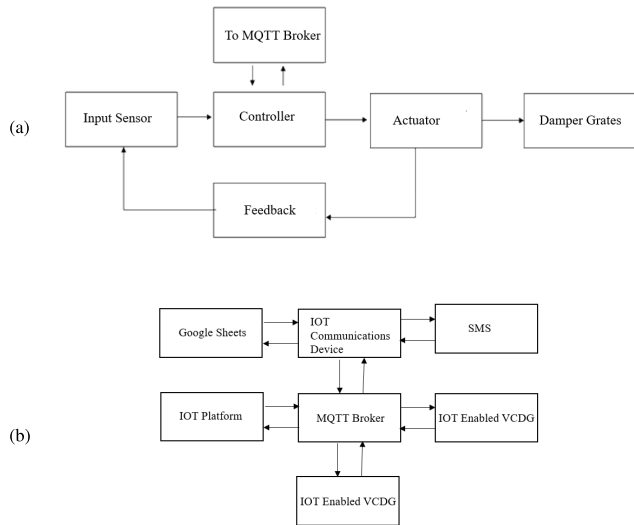 To MQTT Broker
(a)
Input Sensor
Controller
Actuator
Damper Grates
Feedback
Google Sheets
IOT
Communications
Device
SMS
(b)
IOT Platform
MQTT Broker
IOT Enabled VCDG
IOT Enabled VCDG